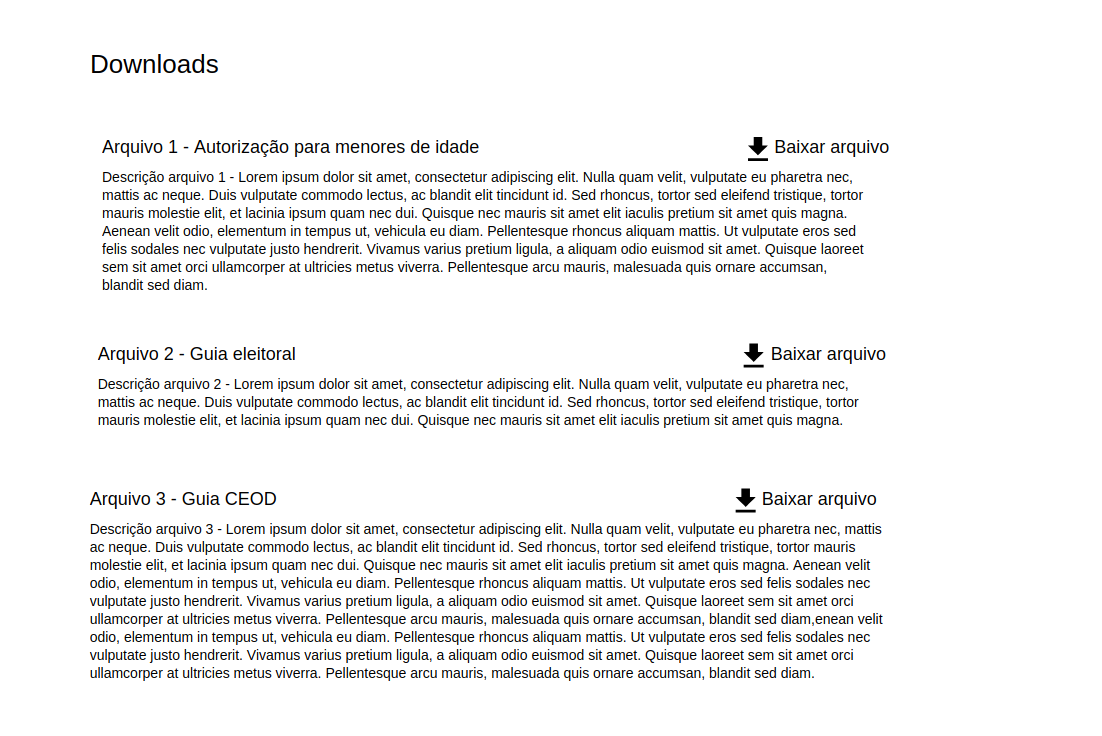 Downloads
Arquivo 1 - Autorização para menores de idade
Baixar arquivo
Descrição arquivo 1 - Lorem ipsum dolor sit amet, consectetur adipiscing elit. Nulla quam velit, vulputate eu pharetra nec,
mattis ac neque. Duis vulputate commodo lectus, ac blandit elit tincidunt id. Sed rhoncus, tortor sed eleifend tristique, tortor
mauris molestie elit, et lacinia ipsum quam nec dui. Quisque nec mauris sit amet elit iaculis pretium sit amet quis magna.
Aenean velit odio, elementum in tempus ut, vehicula eu diam. Pellentesque rhoncus aliquam mattis. Ut vulputate eros sed
felis sodales nec vulputate justo hendrerit. Vivamus varius pretium ligula, a aliquam odio euismod sit amet. Quisque laoreet
sem sit amet orci ullamcorper at ultricies metus viverra. Pellentesque arcu mauris, malesuada quis ornare accumsan,
blandit sed diam.
Arquivo 2 - Guia eleitoral
Baixar arquivo
Descrição arquivo 2 - Lorem ipsum dolor sit amet, consectetur adipiscing elit. Nulla quam velit, vulputate eu pharetra nec,
mattis ac neque. Duis vulputate commodo lectus, ac blandit elit tincidunt id. Sed rhoncus, tortor sed eleifend tristique, tortor
mauris molestie elit, et lacinia ipsum quam nec dui. Quisque nec mauris sit amet elit iaculis pretium sit amet quis magna.
Arquivo 3 - Guia CEOD
Baixar arquivo
Descrição arquivo 3 - Lorem ipsum dolor sit amet, consectetur adipiscing elit. Nulla quam velit, vulputate eu pharetra nec, mattis
ac neque. Duis vulputate commodo lectus, ac blandit elit tincidunt id. Sed rhoncus, tortor sed eleifend tristique, tortor mauris
molestie elit, et lacinia ipsum quam nec dui. Quisque nec mauris sit amet elit iaculis pretium sit amet quis magna. Aenean velit
odio, elementum in tempus ut, vehicula eu diam. Pellentesque rhoncus aliquam mattis. Ut vulputate eros sed felis sodales nec
vulputate justo hendrerit. Vivamus varius pretium ligula, a aliquam odio euismod sit amet. Quisque laoreet sem sit amet orci
ullamcorper at ultricies metus viverra. Pellentesque arcu mauris, malesuada quis ornare accumsan, blandit sed diam,enean velit
odio, elementum in tempus ut, vehicula eu diam. Pellentesque rhoncus aliquam mattis. Ut vulputate eros sed felis sodales nec
vulputate justo hendrerit. Vivamus varius pretium ligula, a aliquam odio euismod sit amet. Quisque laoreet sem sit amet orci
ullamcorper at ultricies metus viverra. Pellentesque arcu mauris, malesuada quis ornare accumsan, blandit sed diam.